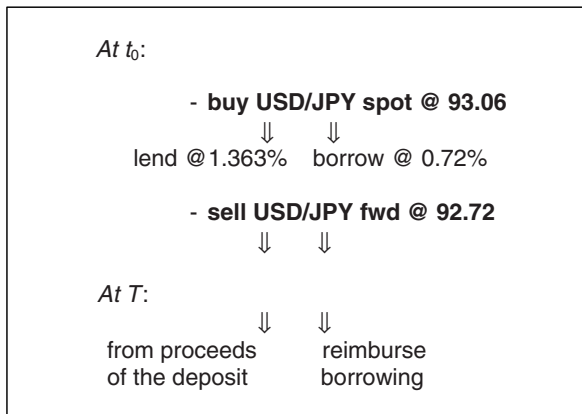 At t0:
- buy USD/JPY spot @ 93.06
⇓ ⇓
lend @1.363% borrow @ 0.72%
- sell USD/JPY fwd @ 92.72
⇓ ⇓
At T:
⇓ ⇓
from proceeds reimburse
of the deposit borrowing